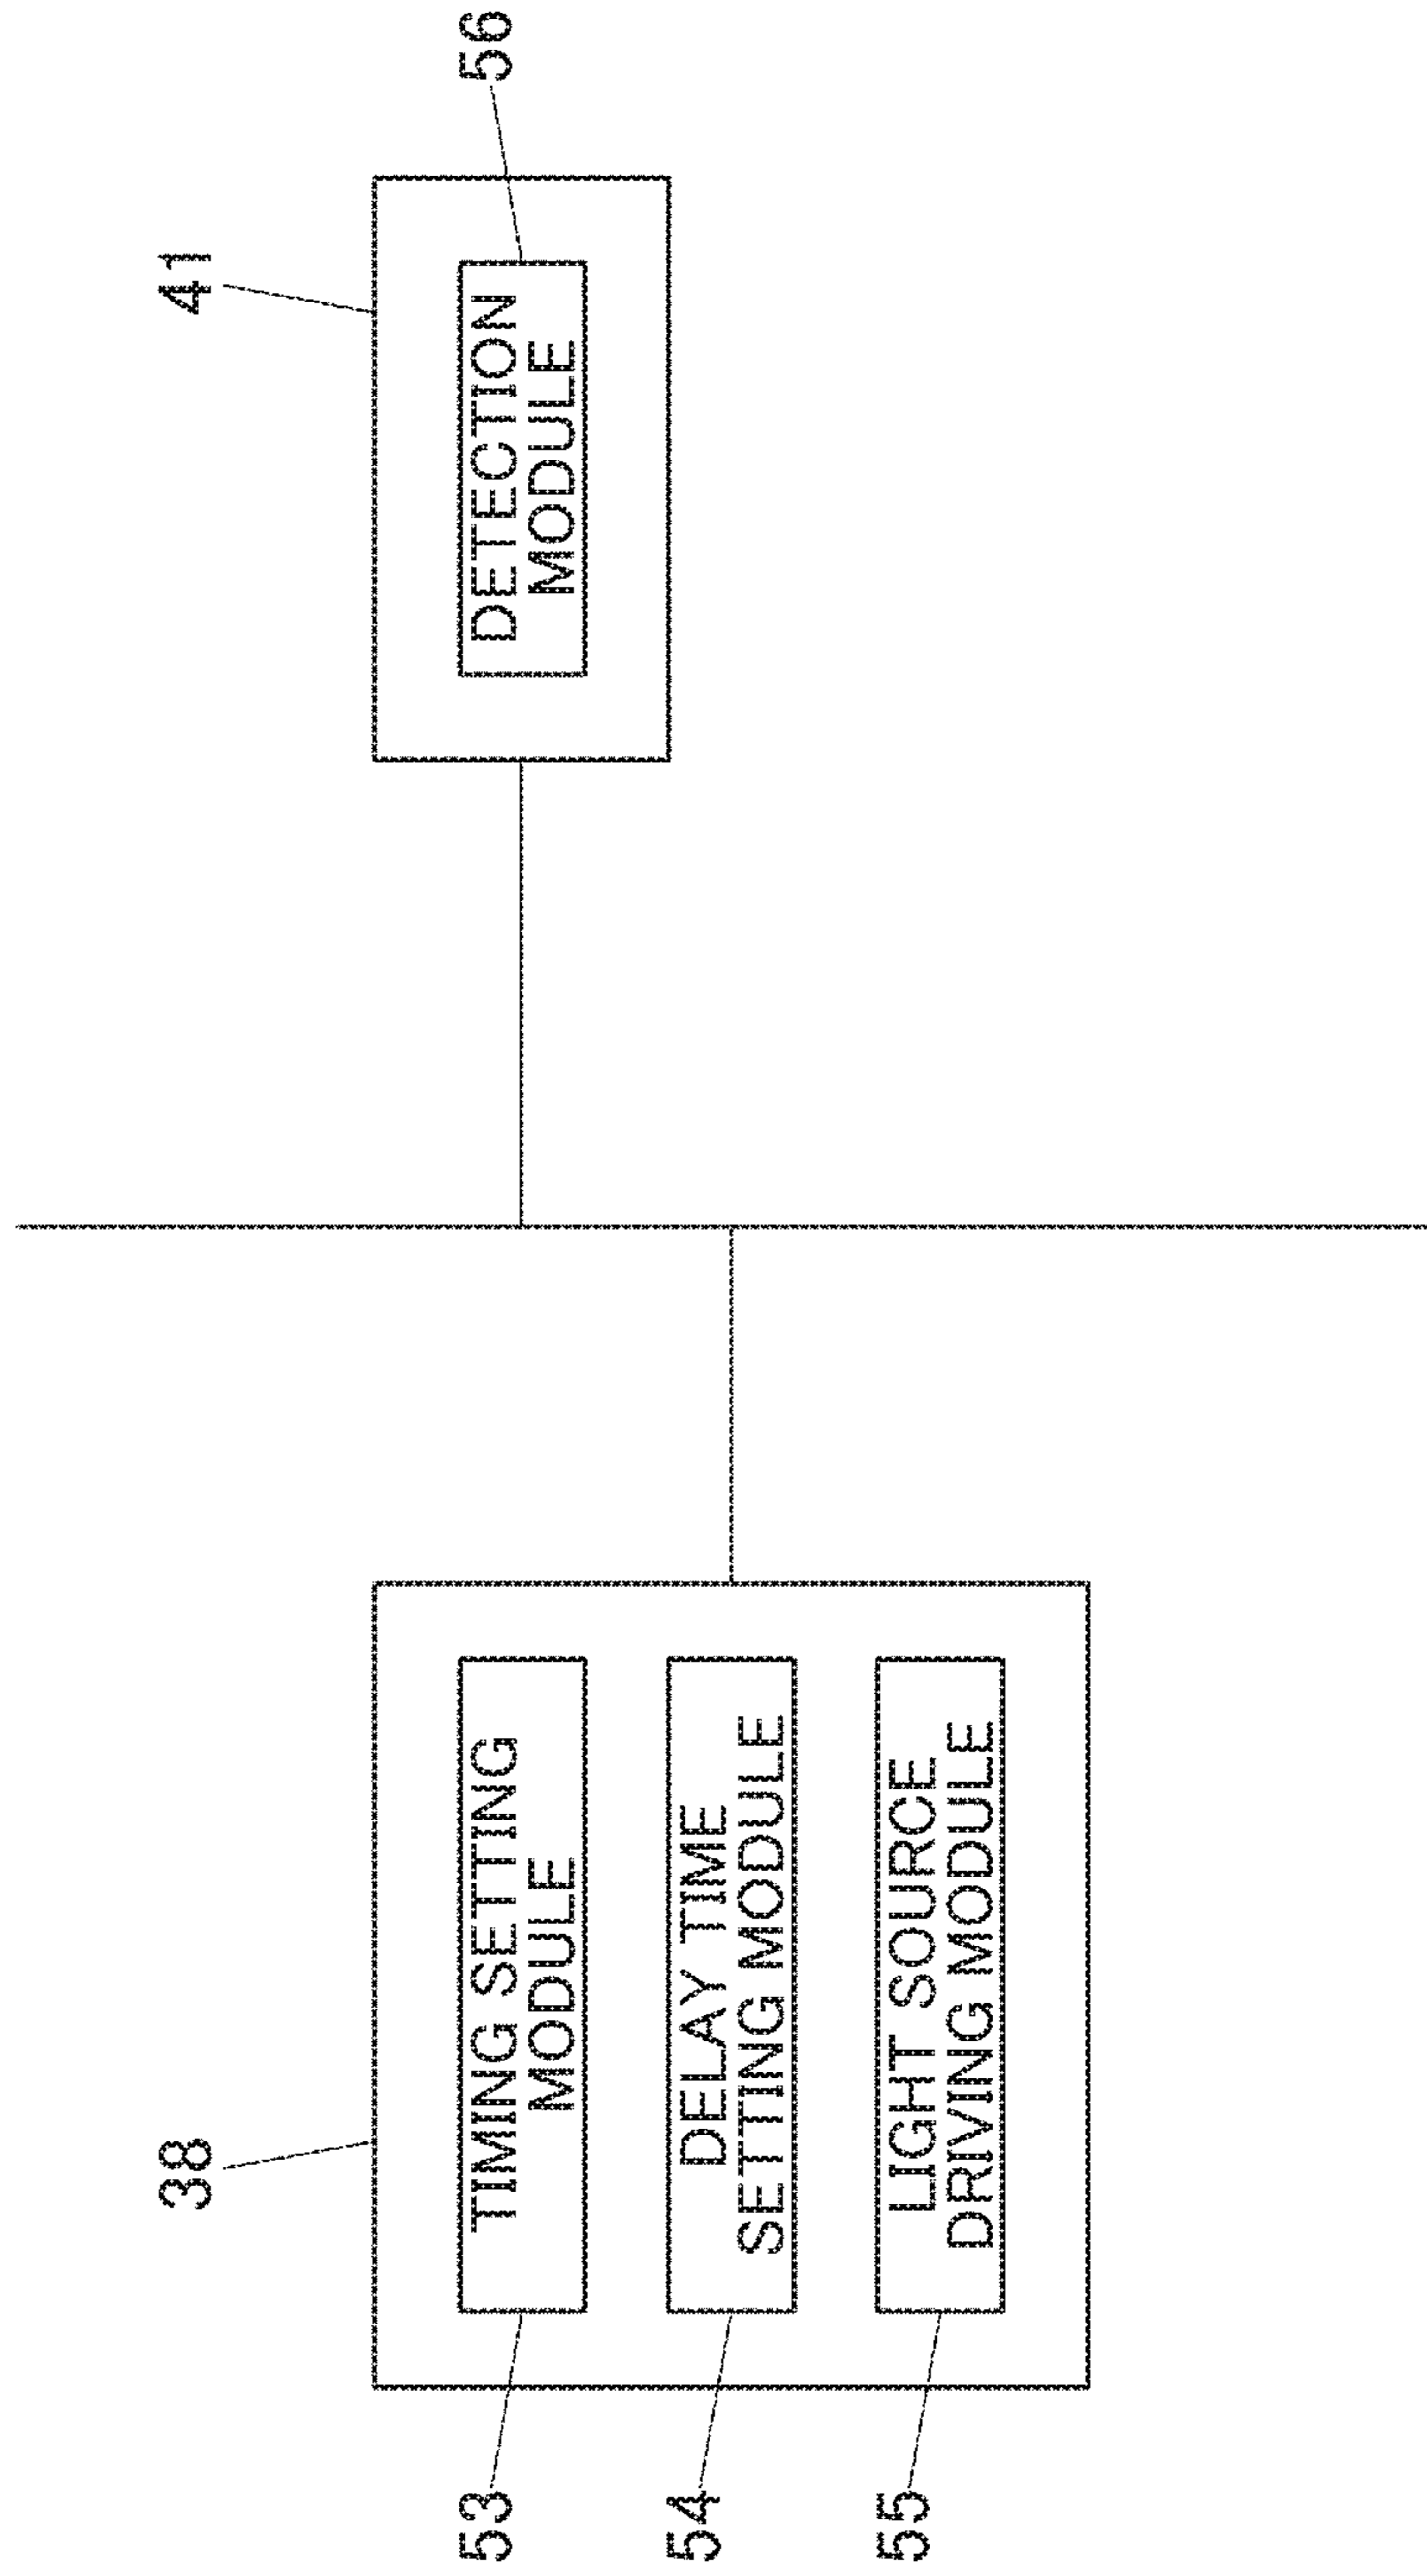 38
41
53
TIMING SETTING
MODULE
54
DELAY TIME
SETTING MODULE
55
LIGHT SOURCE
DRIVING MODULE
DETECTION
MODULE
56